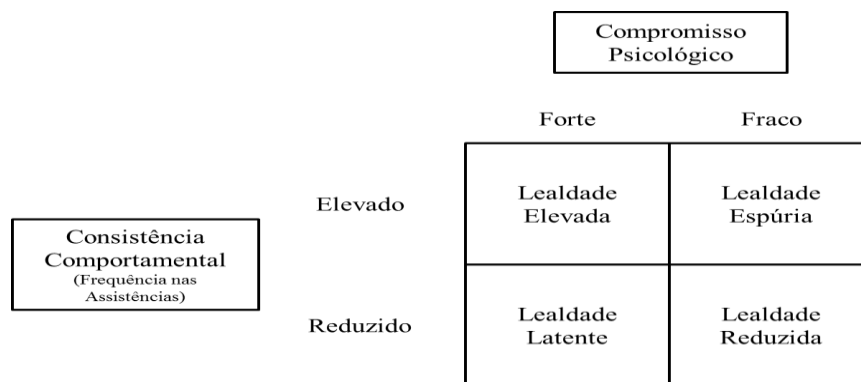 Compromisso
Psicológico
Forte
Fraco
Elevado
Lealdade
Elevada
Lealdade
Espúria
Consistência
Comportamental
(Frequência nas
Assistências)
Reduzido
Lealdade
Latente
Lealdade
Reduzida